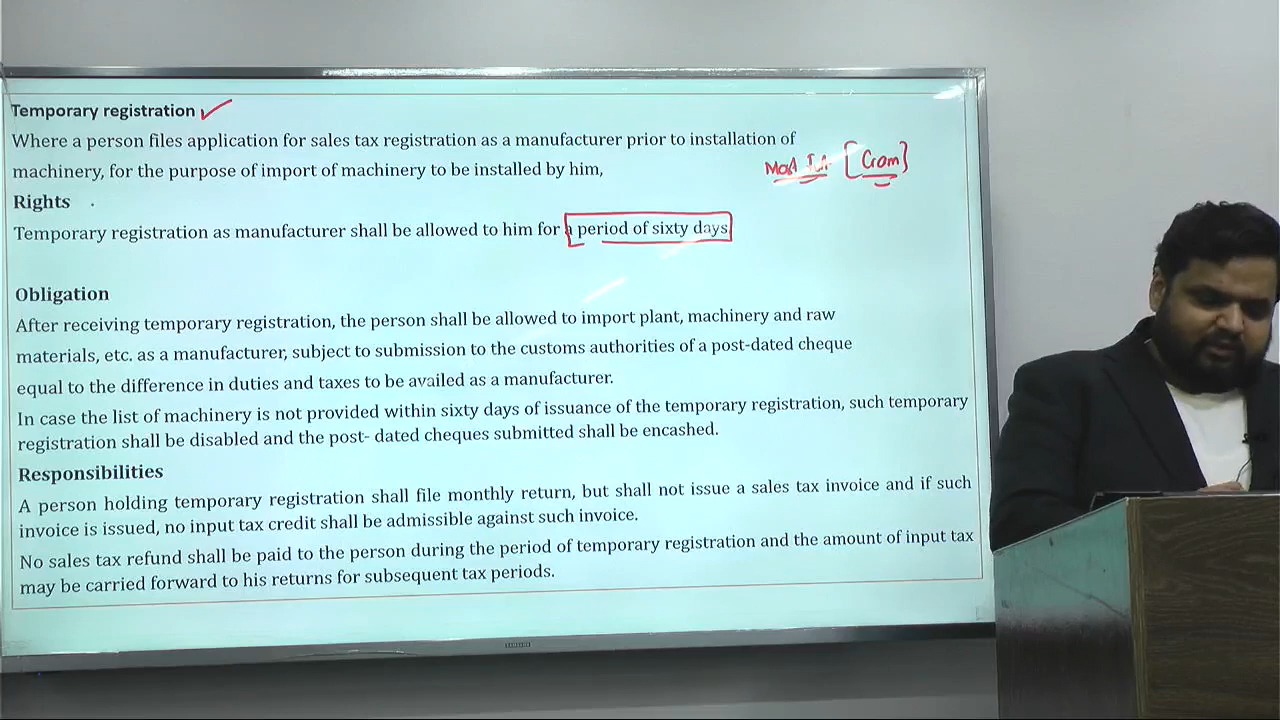 Temporary registration
Where a person files application for sales tax registration as a manufacturer prior to installation of
machinery, for the purpose of import of machinery to be installed by him,
[Crom]
Rights
Temporary registration as manufacturer shall be allowed to him for a period of sixty days
Obligation
After receiving temporary registration, the person shall be allowed to import plant, machinery and raw
materials, etc. as a manufacturer, subject to submission to the customs authorities of a post-dated cheque
equal to the difference in duties and taxes to be availed as a manufacturer.
In case the list of machinery is not provided within sixty days of issuance of the temporary registration, such temporary
registration shall be disabled and the post- dated cheques submitted shall be encashed.
Responsibilities
A person holding temporary registration shall file monthly return, but shall not issue a sales tax invoice and if such
invoice is issued, no input tax credit shall be admissible against such invoice.
No sales tax refund shall be paid to the person during the period of temporary registration and the amount of input tax
may be carried forward to his returns for subsequent tax periods.
SAMSUNG